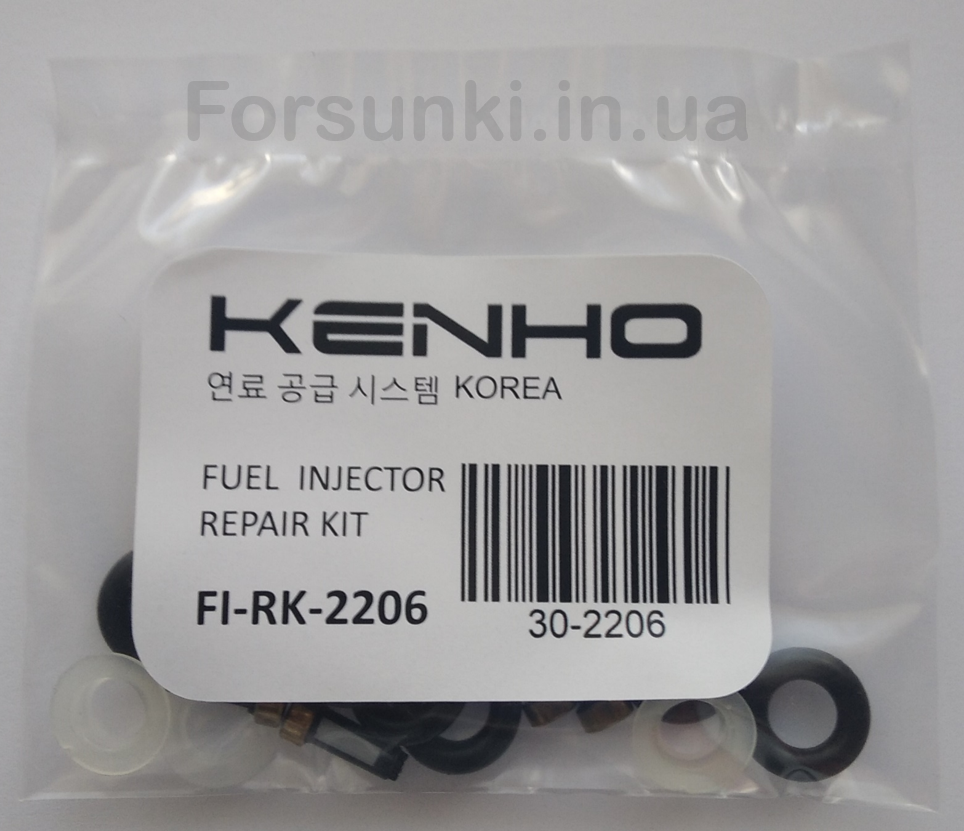 Forsunki.in.ua
KENHO
연료 공급 시스템 KOREA
FUEL INJECTOR
REPAIR KIT
FI-RK-2206
30-2206